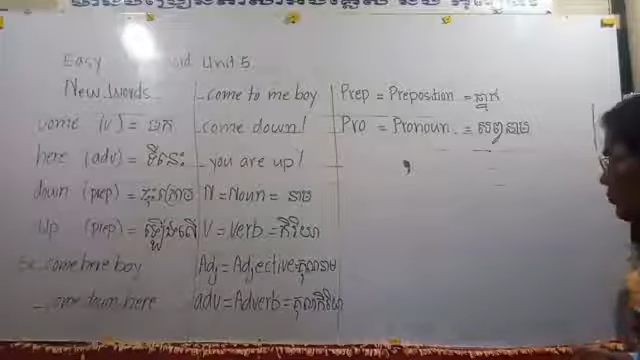 Easy Unit 5
New words
come (v) = មក
here (adv) = ទីនេះ
down (prep) = ចុះក្រោម
up (prep) = ឡើងលើ
come here boy
come down here
come to me boy
come down!
you are up!
N = Noun = នាម
V = verb = កិរិយា
Adj = Adjective = គុណនាម
adv = Adverb = គុណកិរិយា
Prep = Preposition = ធ្នាក់
Pro = Pronoun = សព្វនាម